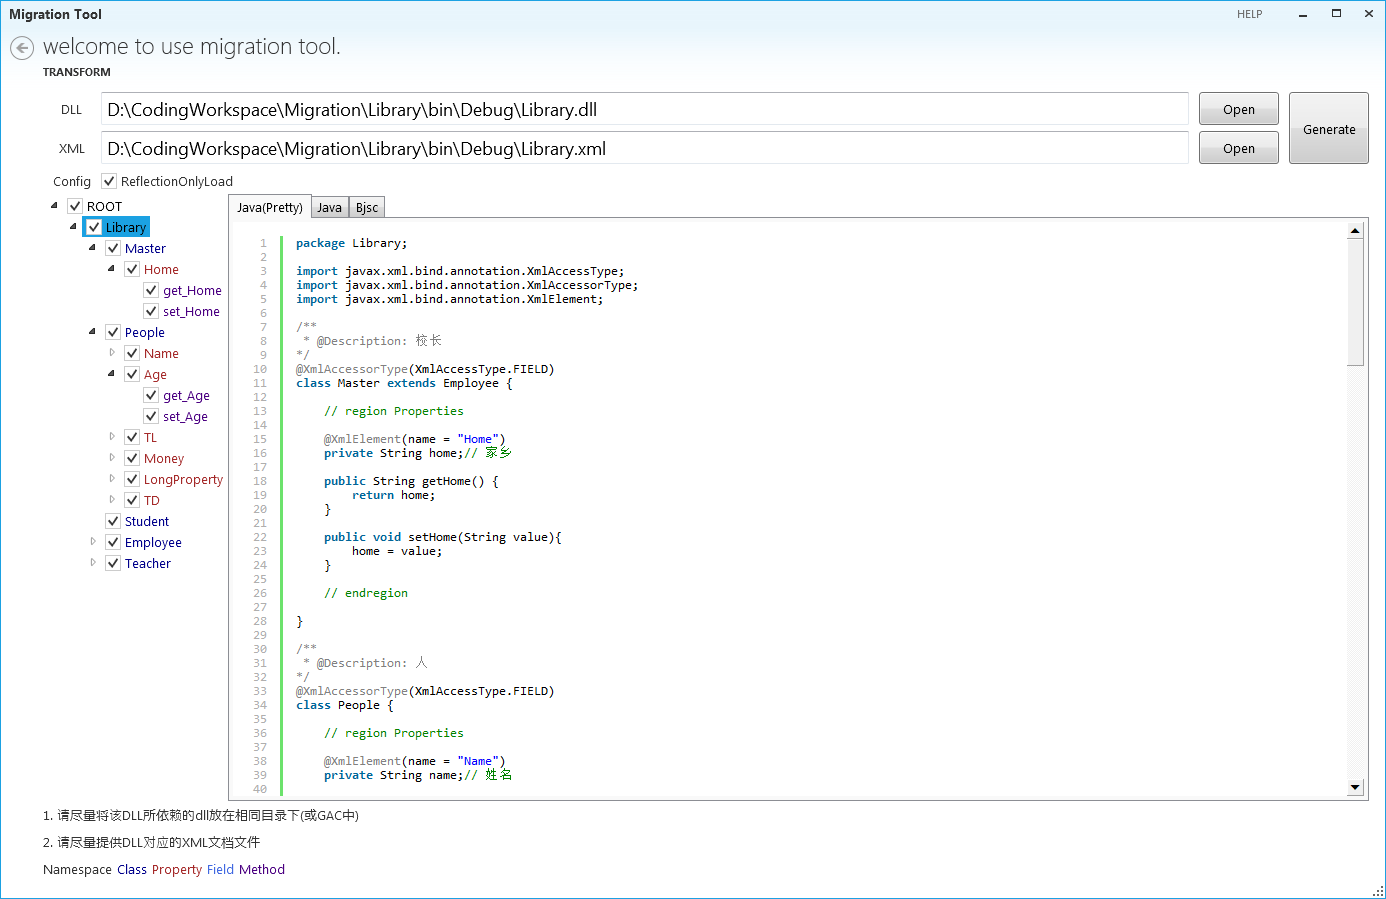 Migration Tool
HELP
welcome to use migration tool.
TRANSFORM
DLL D:\CodingWorkspace\Migration\Library\bin\Debug\Library.dll Open
Generate
XML D:\CodingWorkspace\Migration\Library\bin\Debug\Library.xml Open
Config ReflectionOnlyLoad
ROOT
Library
Master
Home
get_Home
set_Home
People
Name
Age
get_Age
set_Age
TL
Money
LongProperty
TD
Student
Employee
Teacher
Java(Pretty) Java Bjsc
1 package Library;
2
3 import javax.xml.bind.annotation.XmlAccessType;
4 import javax.xml.bind.annotation.XmlAccessorType;
5 import javax.xml.bind.annotation.XmlElement;
6
7 /**
8 * @Description: 校长
9 */
10 @XmlAccessorType(XmlAccessType.FIELD)
11 class Master extends Employee {
12
13 // region Properties
14
15 @XmlElement(name = "Home")
16 private String home;// 家乡
17
18 public String getHome() {
19 return home;
20 }
21
22 public void setHome(String value){
23 home = value;
24 }
25
26 // endregion
27
28 }
29
30 /**
31 * @Description: 人
32 */
33 @XmlAccessorType(XmlAccessType.FIELD)
34 class People {
35
36 // region Properties
37
38 @XmlElement(name = "Name")
39 private String name;// 姓名
40
1. 请尽量将该DLL所依赖的dll放在相同目录下(或GAC中)
2. 请尽量提供DLL对应的XML文档文件
Namespace Class Property Field Method